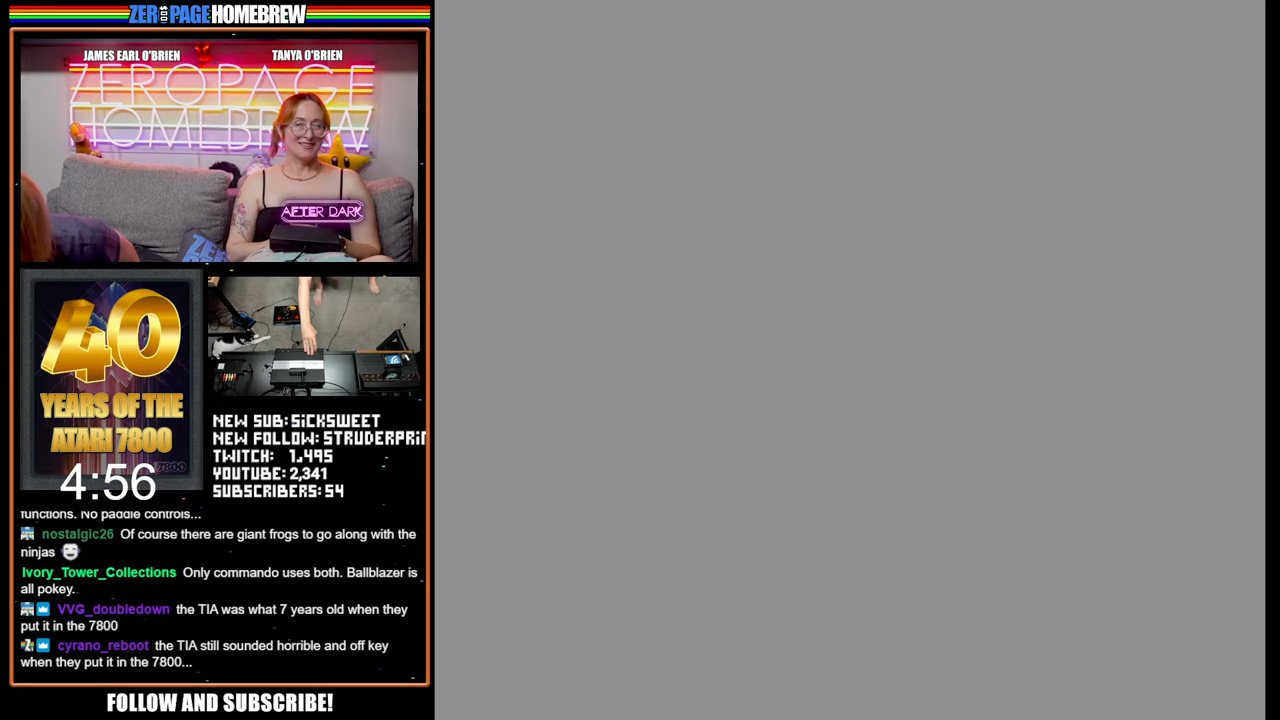 ZERO PAGE HOMEBREW
JAMES EARL O'BRIEN
TANYA O'BRIEN
ZEROPAGE
HOMEBREW
AFTER DARK
40
YEARS OF THE
ATARI 7800
7800
4:56
NEW SUB: SICKSWEET
NEW FOLLOW: STRUDERPRI
TWITCH: 1,495
YOUTUBE: 2,341
SUBSCRIBERS: 54
functions. No paddle controls...
nostalgic26 Of course there are giant frogs to go along with the
ninjas
Ivory_Tower_Collections Only commando uses both. Ballblazer is
all pokey.
VVG_doubledown the TIA was what 7 years old when they
put it in the 7800
cyrano_reboot the TIA still sounded horrible and off key
when they put it in the 7800...
FOLLOW AND SUBSCRIBE!